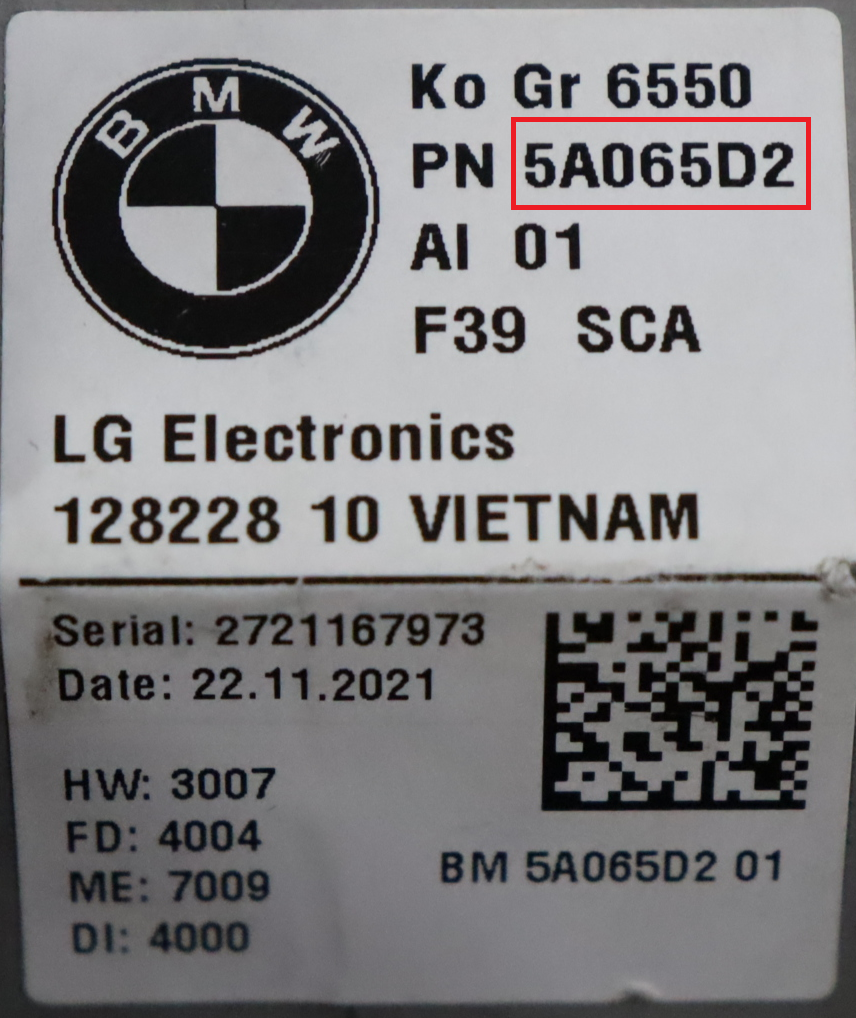 BMW
Ko Gr 6550
PN 5A065D2
AI 01
F39 SCA
LG Electronics
128228 10 VIETNAM
Serial: 2721167973
Date: 22.11.2021
HW: 3007
FD: 4004
ME: 7009
DI: 4000
BM 5A065D2 01